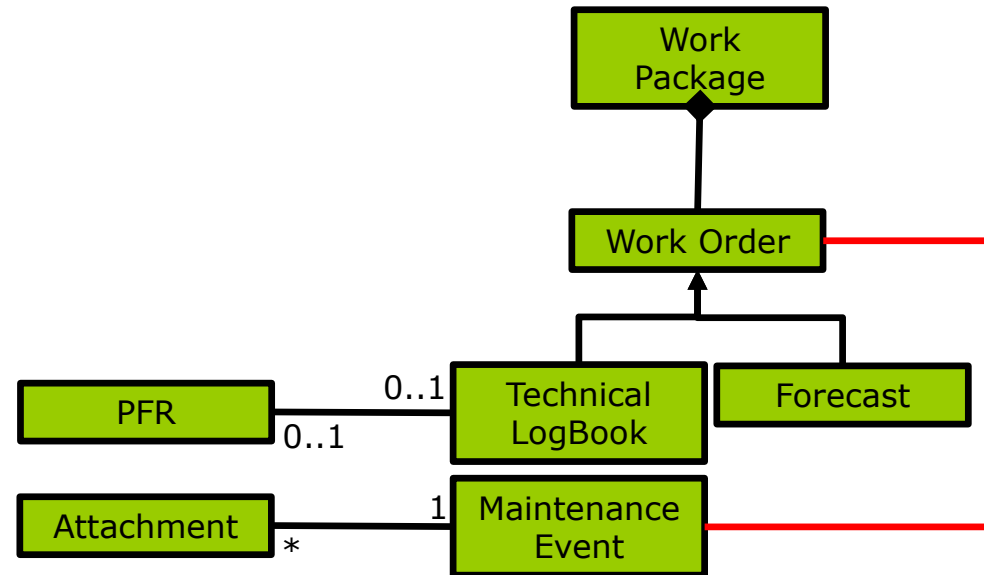 Work
Package
Work Order
PFR
0..1
0..1
Technical
LogBook
Forecast
Attachment
*
1
Maintenance
Event